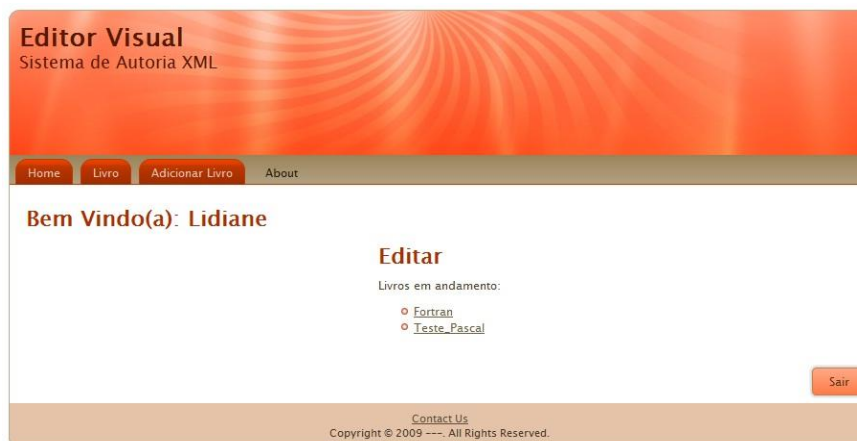 Editor Visual
Sistema de Autoria XML
Home Livro Adicionar Livro About
Bem Vindo(a): Lidiane
Editar
Livros em andamento:
Fortran
Teste_Pascal
Sair
Contact Us
Copyright © 2009 ---. All Rights Reserved.